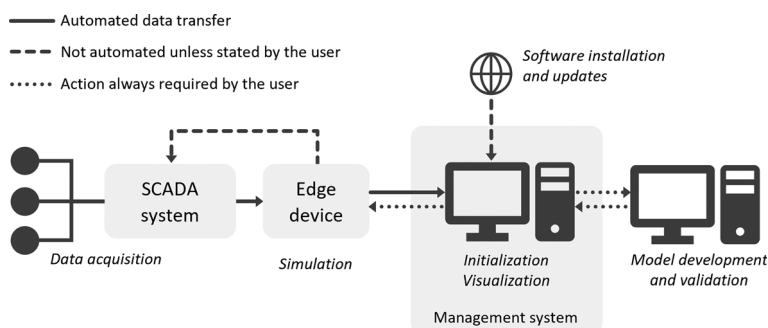 Automated data transfer
Not automated unless stated by the user
Action always required by the user
Software installation
and updates
SCADA
system
Edge
device
Data acquisition
Simulation
Initialization
Visualization
Model development
and validation
Management system